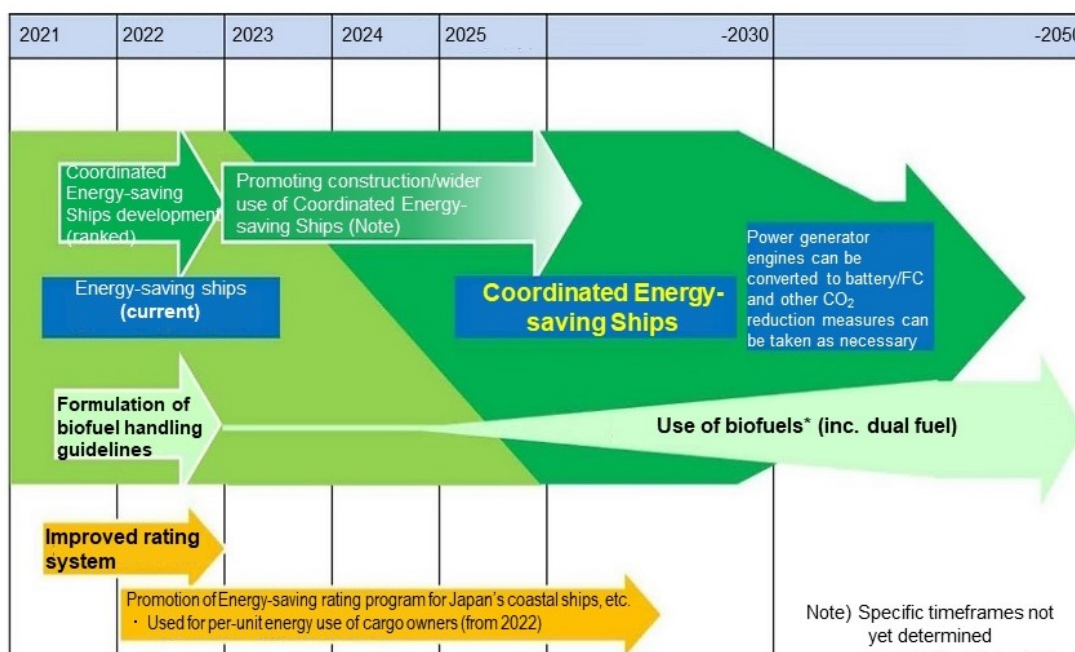 2021 2022 2023 2024 2025 -2030 -2050
Coordinated
Energy-saving
Ships development
(ranked)
Promoting construction/wider
use of Coordinated Energy-
saving Ships (Note)
Energy-saving ships
(current)
Coordinated Energy-
saving Ships
Power generator
engines can be
converted to battery/FC
and other CO₂
reduction measures can
be taken as necessary
Formulation of
biofuel handling
guidelines
Use of biofuels* (inc. dual fuel)
Improved rating
system
Promotion of Energy-saving rating program for Japan's coastal ships, etc.
・ Used for per-unit energy use of cargo owners (from 2022)
Note) Specific timeframes not
yet determined